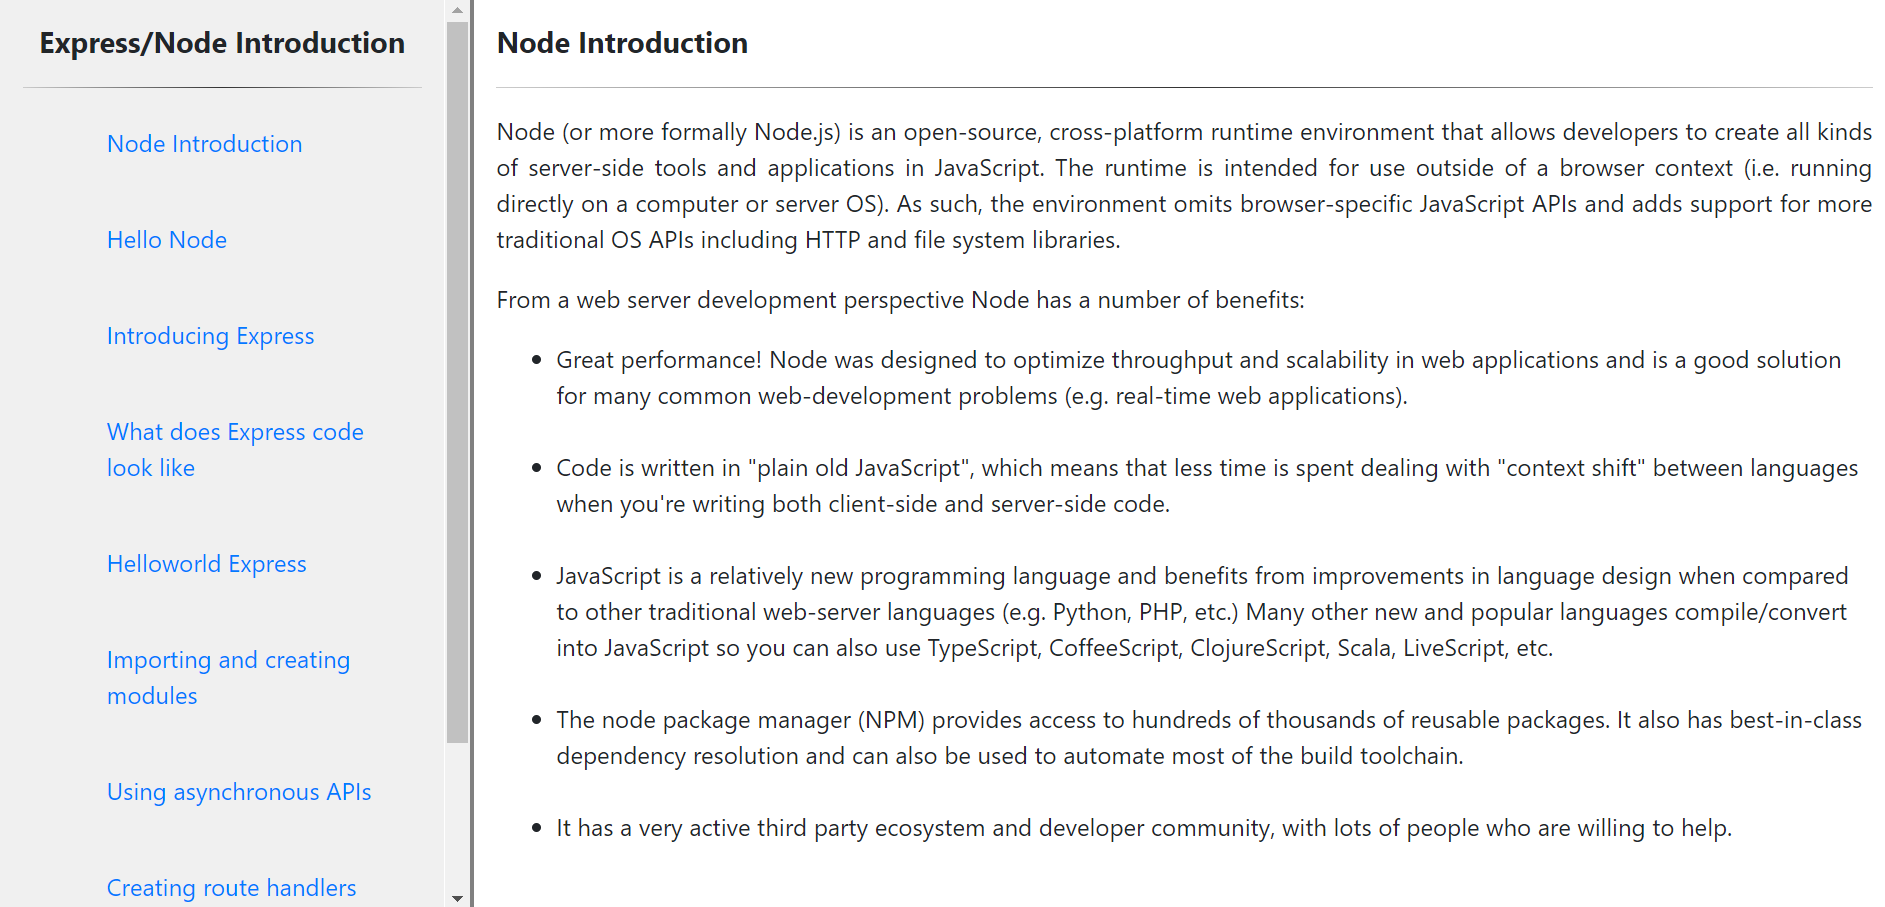 Express/Node Introduction
Node Introduction
Hello Node
Introducing Express
What does Express code
look like
Helloworld Express
Importing and creating
modules
Using asynchronous APIs
Creating route handlers
Node Introduction
Node (or more formally Node.js) is an open-source, cross-platform runtime environment that allows developers to create all kinds
of server-side tools and applications in JavaScript. The runtime is intended for use outside of a browser context (i.e. running
directly on a computer or server OS). As such, the environment omits browser-specific JavaScript APIs and adds support for more
traditional OS APIs including HTTP and file system libraries.
From a web server development perspective Node has a number of benefits:
• Great performance! Node was designed to optimize throughput and scalability in web applications and is a good solution
for many common web-development problems (e.g. real-time web applications).
• Code is written in "plain old JavaScript", which means that less time is spent dealing with "context shift" between languages
when you're writing both client-side and server-side code.
• JavaScript is a relatively new programming language and benefits from improvements in language design when compared
to other traditional web-server languages (e.g. Python, PHP, etc.) Many other new and popular languages compile/convert
into JavaScript so you can also use TypeScript, CoffeeScript, ClojureScript, Scala, LiveScript, etc.
• The node package manager (NPM) provides access to hundreds of thousands of reusable packages. It also has best-in-class
dependency resolution and can also be used to automate most of the build toolchain.
• It has a very active third party ecosystem and developer community, with lots of people who are willing to help.